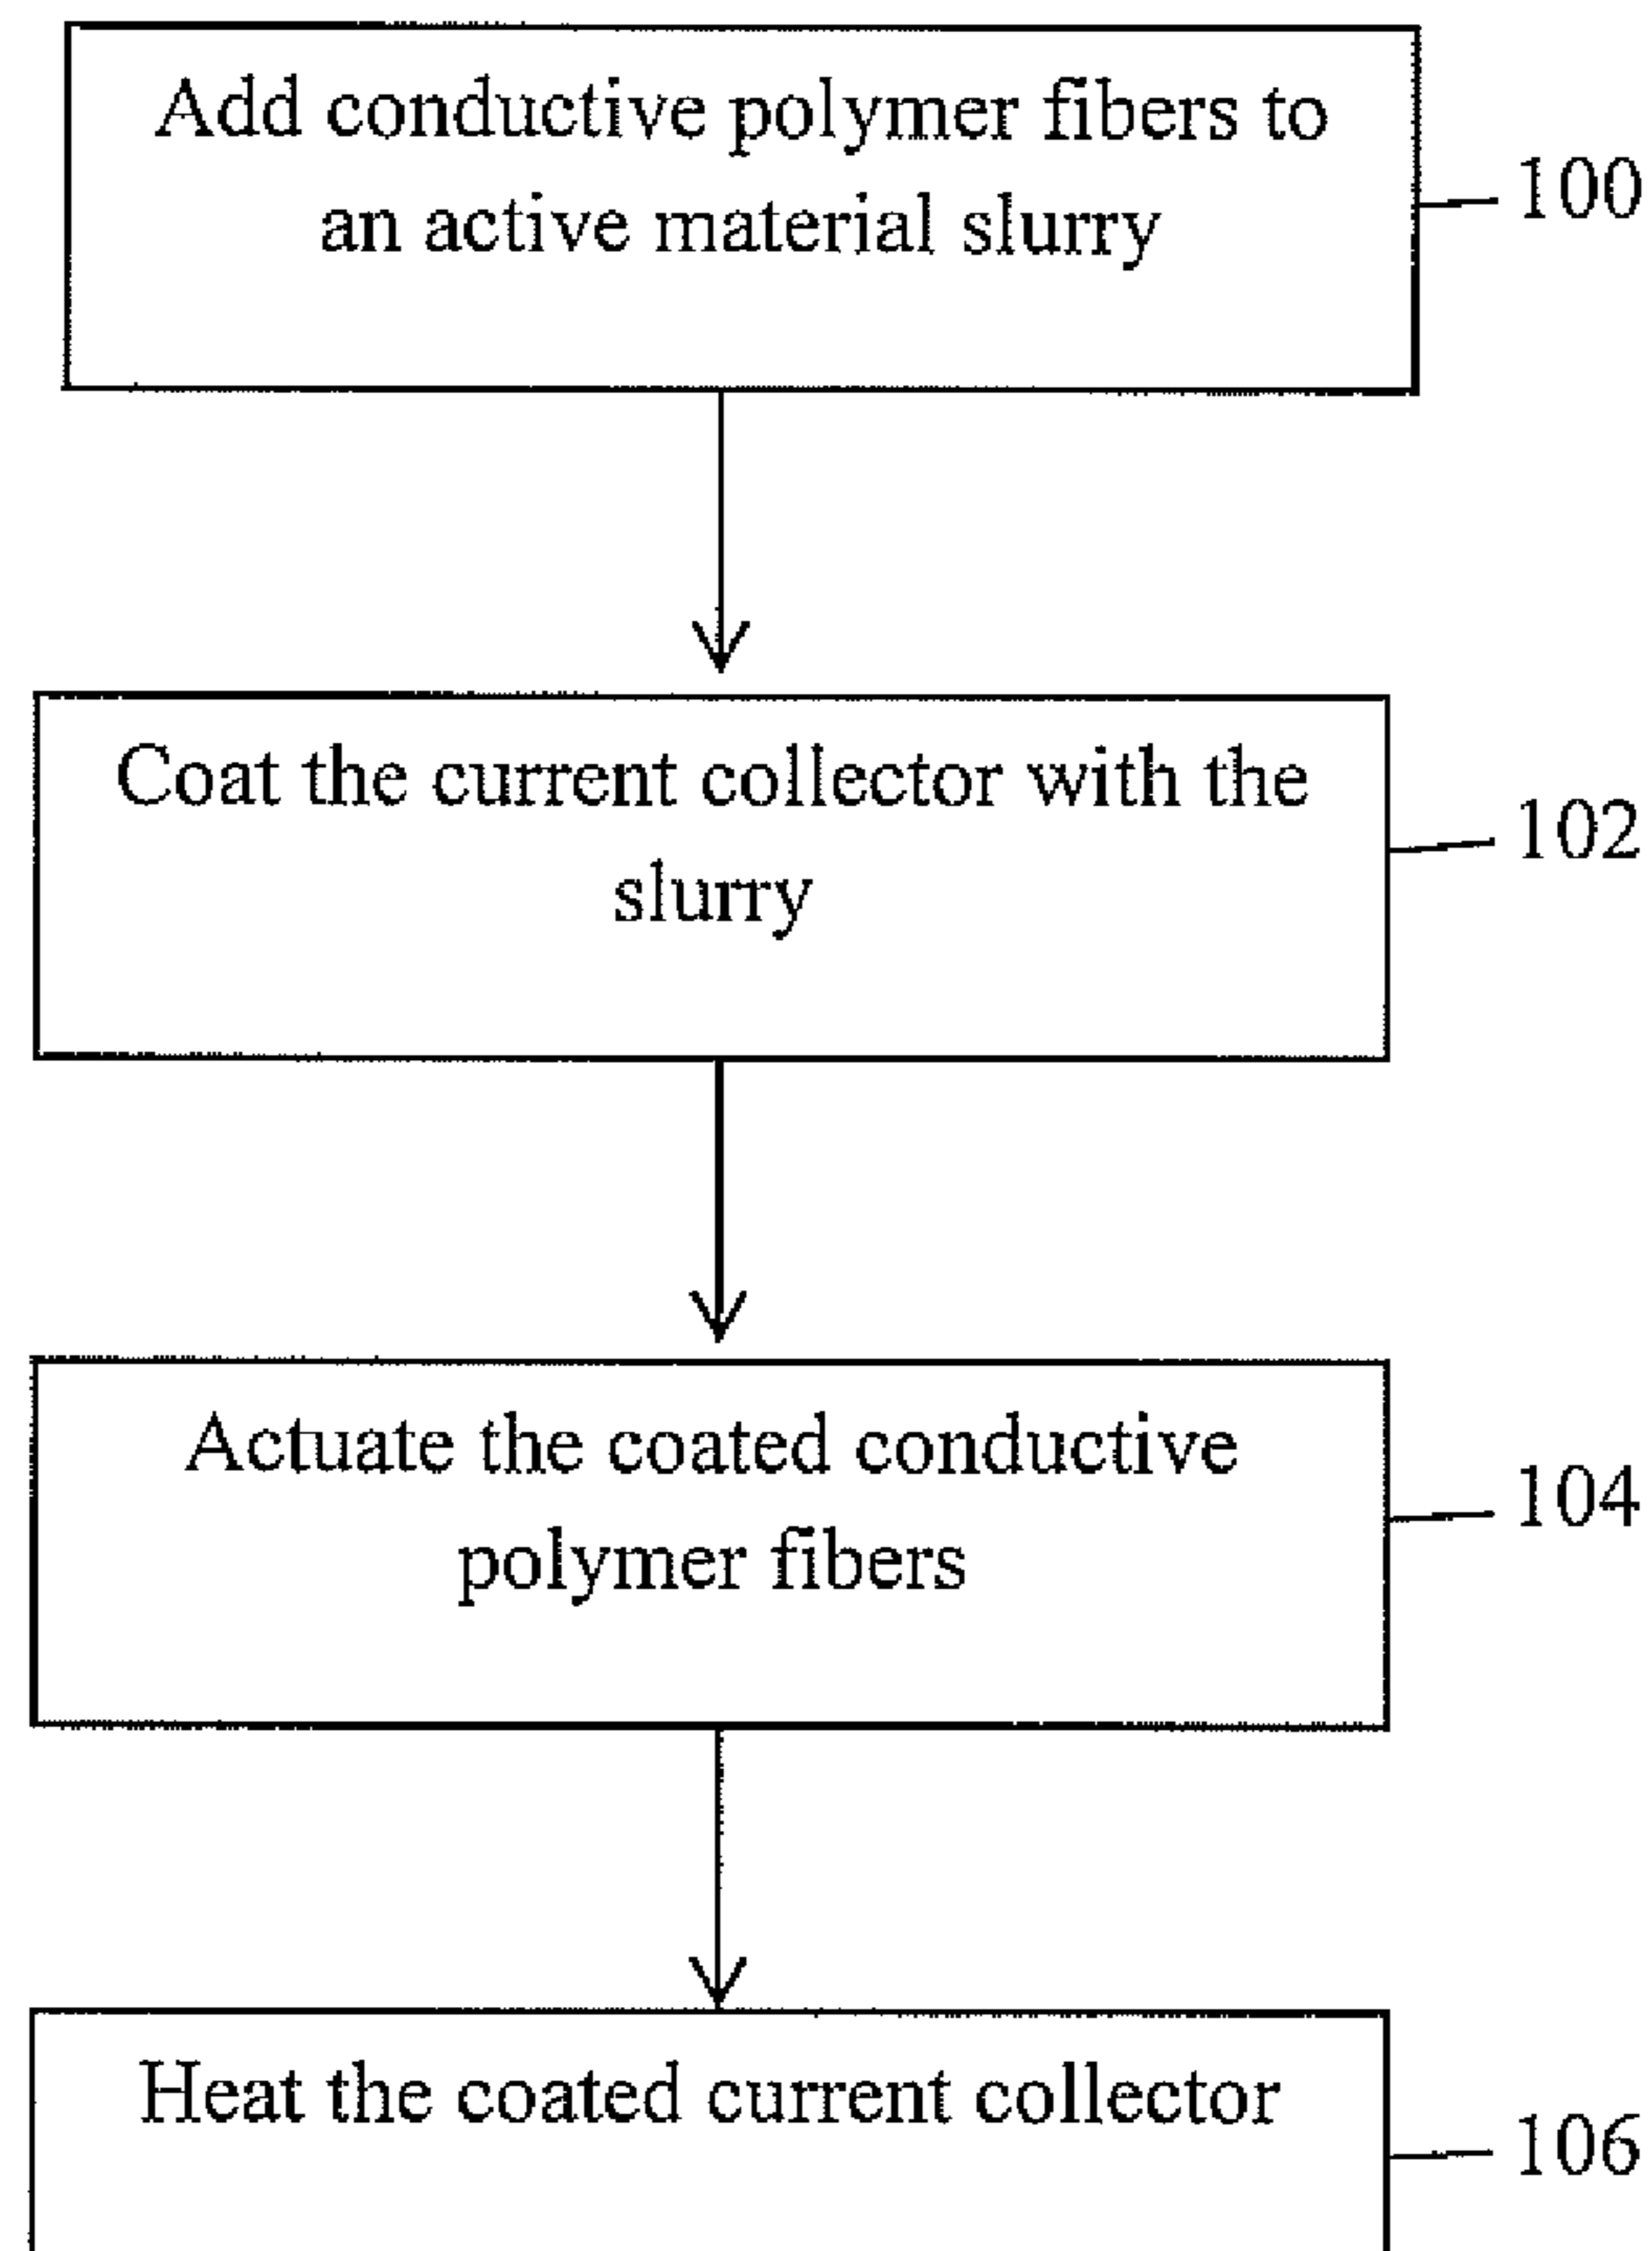 Add conductive polymer fibers to
an active material slurry
100
Coat the current collector with the
slurry
102
Actuate the coated conductive
polymer fibers
104
Heat the coated current collector
106